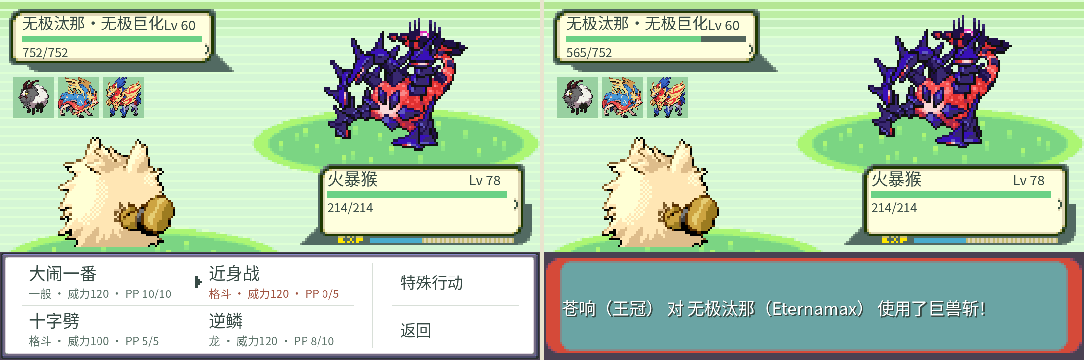 无极汰那·无极巨化Lv 60
752/752
火暴猴 Lv 78
214/214
大闹一番
一般 · 威力120 · PP 10/10
近身战
格斗 · 威力120 · PP 0/5
特殊行动
十字劈
格斗 · 威力100 · PP 5/5
逆鳞
龙 · 威力120 · PP 8/10
返回
无极汰那·无极巨化Lv 60
565/752
火暴猴 Lv 78
214/214
苍响（王冠） 对 无极汰那（Eternamax） 使用了巨兽斩！